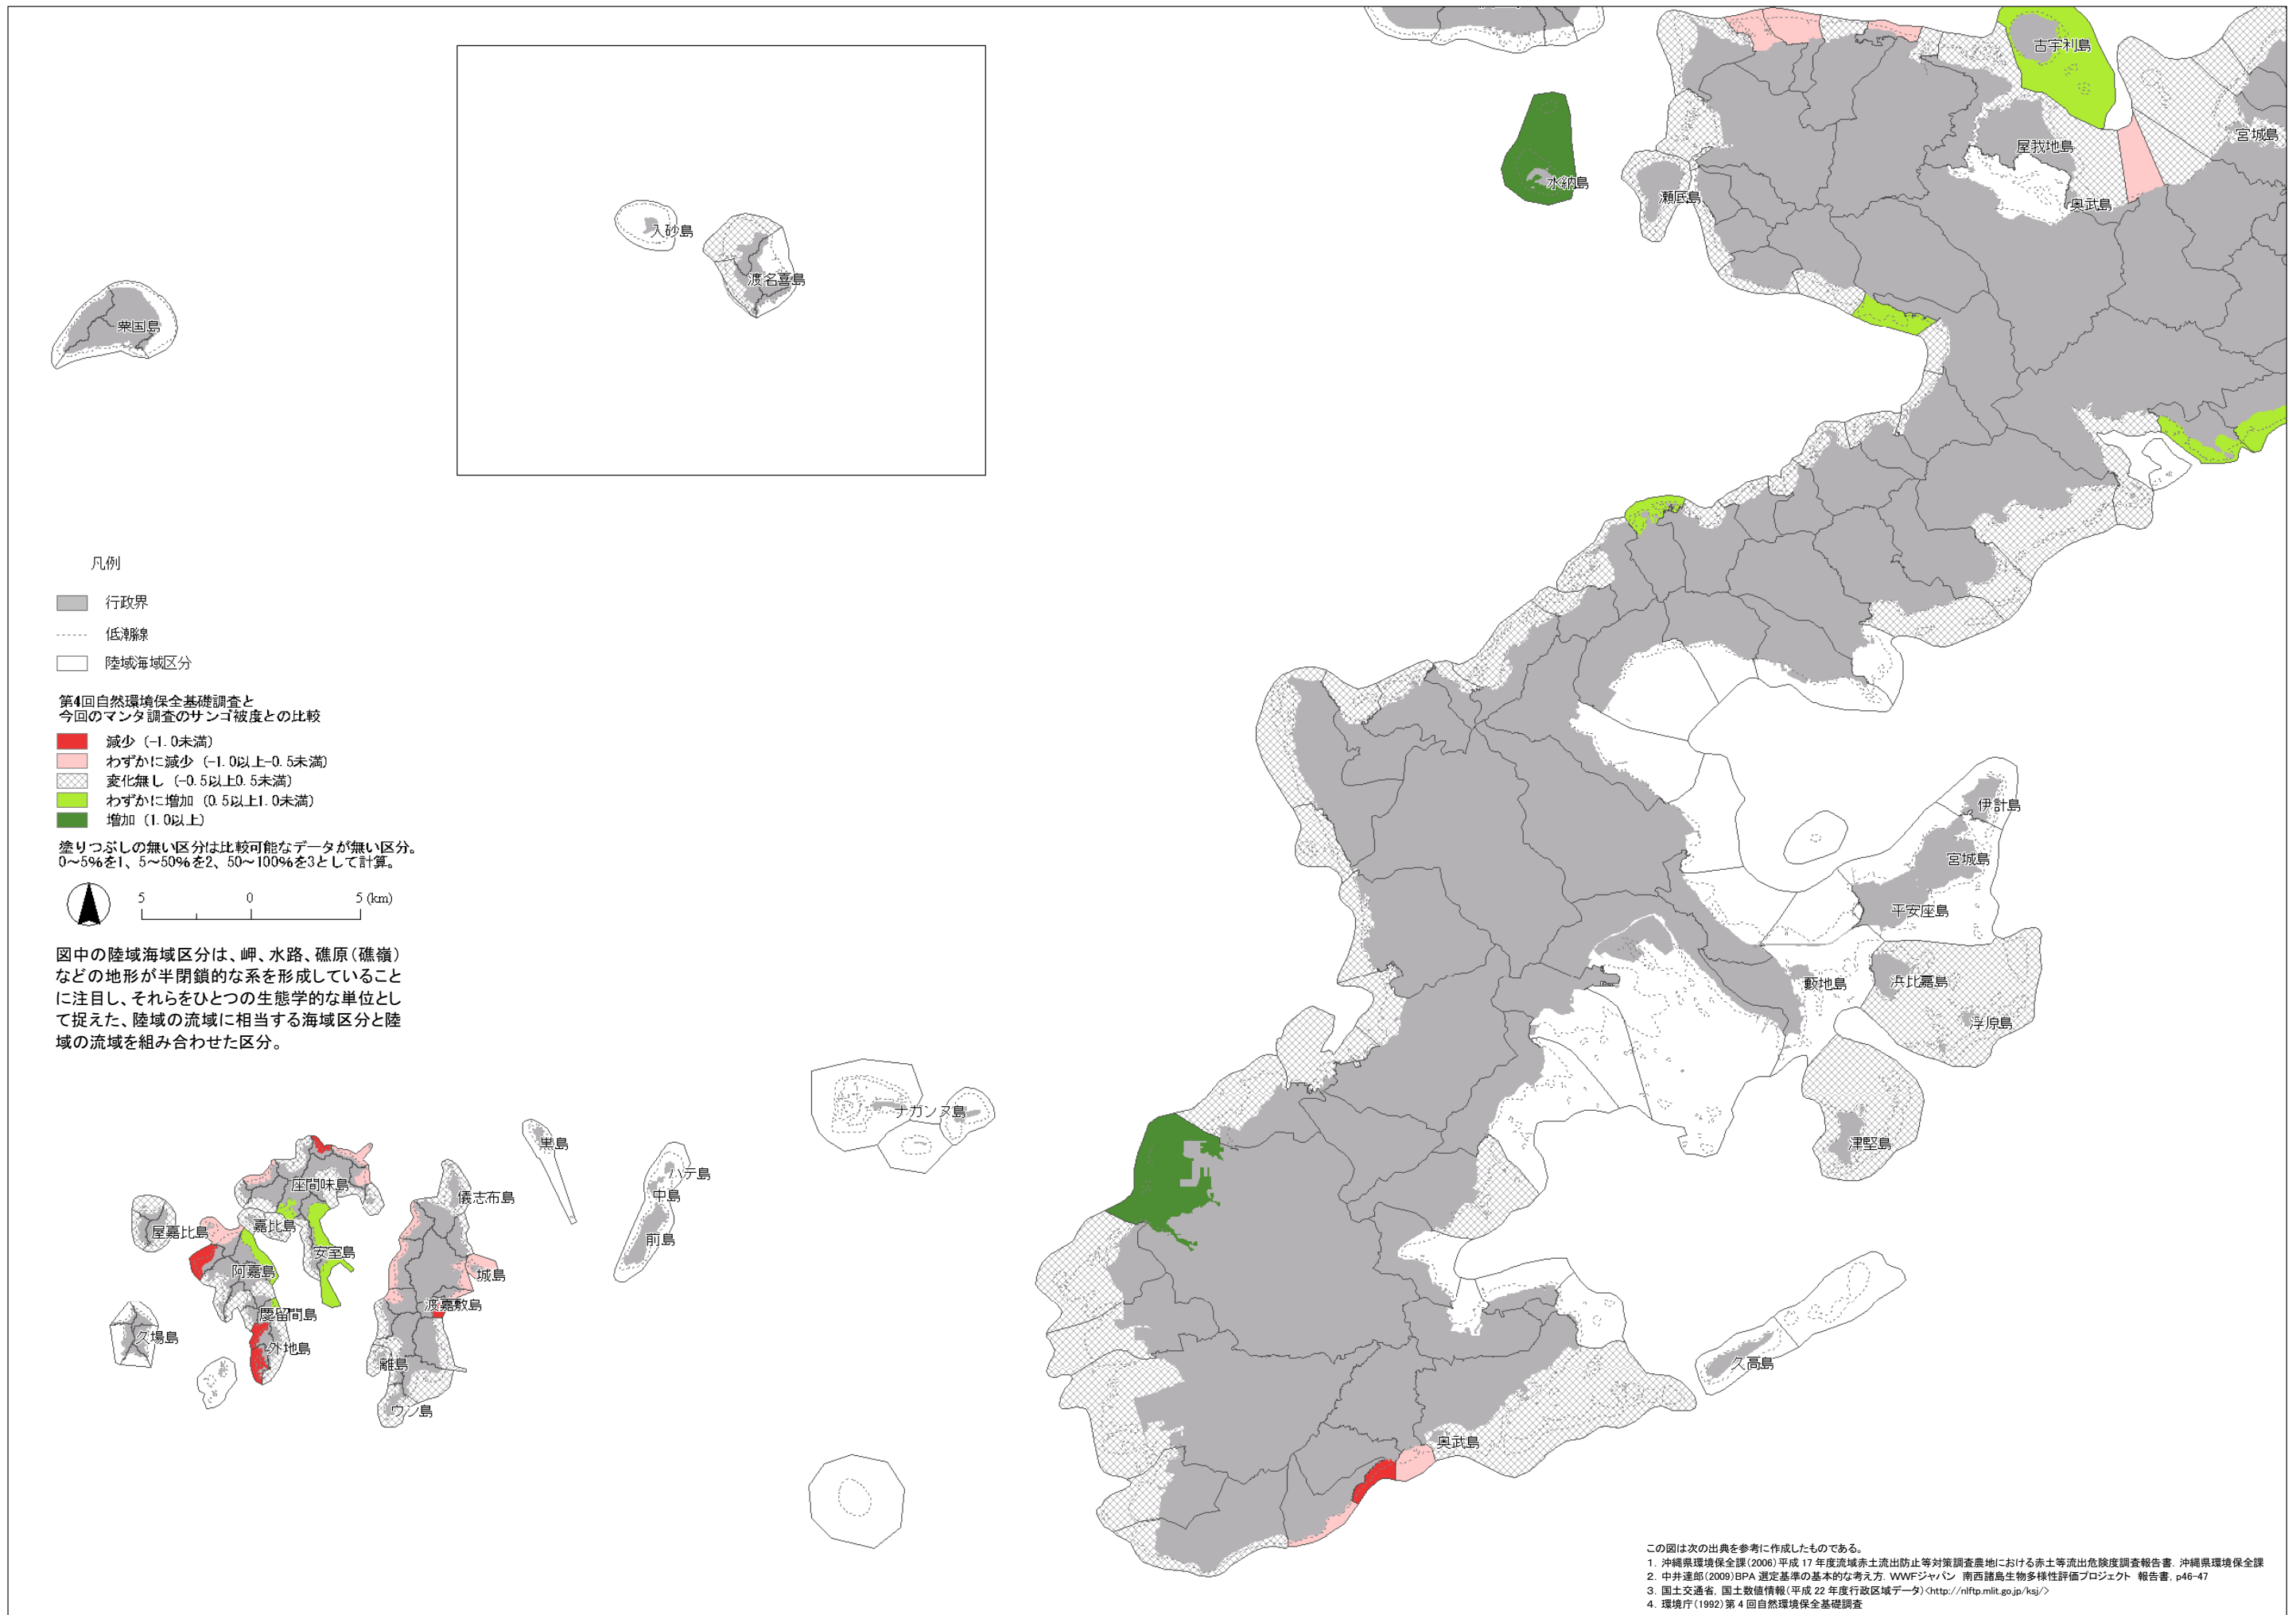 古宇利島
宮城島
屋我地島
水納島
瀬底島
奥武島
入砂島
渡名喜島
粟国島
凡例
行政界
低潮線
陸域海域区分
第4回自然環境保全基礎調査と
今回のマンタ調査のサンゴ被度との比較
減少 (-1.0未満)
わずかに減少 (-1.0以上-0.5未満)
変化無し (-0.5以上0.5未満)
わずかに増加 (0.5以上1.0未満)
増加 (1.0以上)
塗りつぶしの無い区分は比較可能なデータが無い区分。
0～5%を1、5～50%を2、50～100%を3として計算。
5 0 5 (km)
図中の陸域海域区分は、岬、水路、礁原(礁嶺)
などの地形が半閉鎖的な系を形成していること
に注目し、それらをひとつの生態学的な単位とし
て捉えた、陸域の流域に相当する海域区分と陸
域の流域を組み合わせた区分。
伊計島
宮城島
平安座島
藪地島
浜比嘉島
浮原島
津堅島
ナガンヌ島
黒島
ハテ島
中島
前島
座間味島
儀志布島
屋嘉比島
嘉比島
安室島
阿嘉島
城島
渡嘉敷島
慶留間島
久場島
外地島
離島
ウン島
久高島
奥武島
この図は次の出典を参考に作成したものである。
1. 沖縄県環境保全課(2006)平成 17 年度流域赤土流出防止等対策調査農地における赤土等流出危険度調査報告書. 沖縄県環境保全課
2. 中井達郎(2009)BPA 選定基準の基本的な考え方. WWFジャパン 南西諸島生物多様性評価プロジェクト 報告書, p46-47
3. 国土交通省, 国土数値情報(平成 22 年度行政区域データ)<http://nlftp.mlit.go.jp/ksj/>
4. 環境庁(1992)第 4 回自然環境保全基礎調査